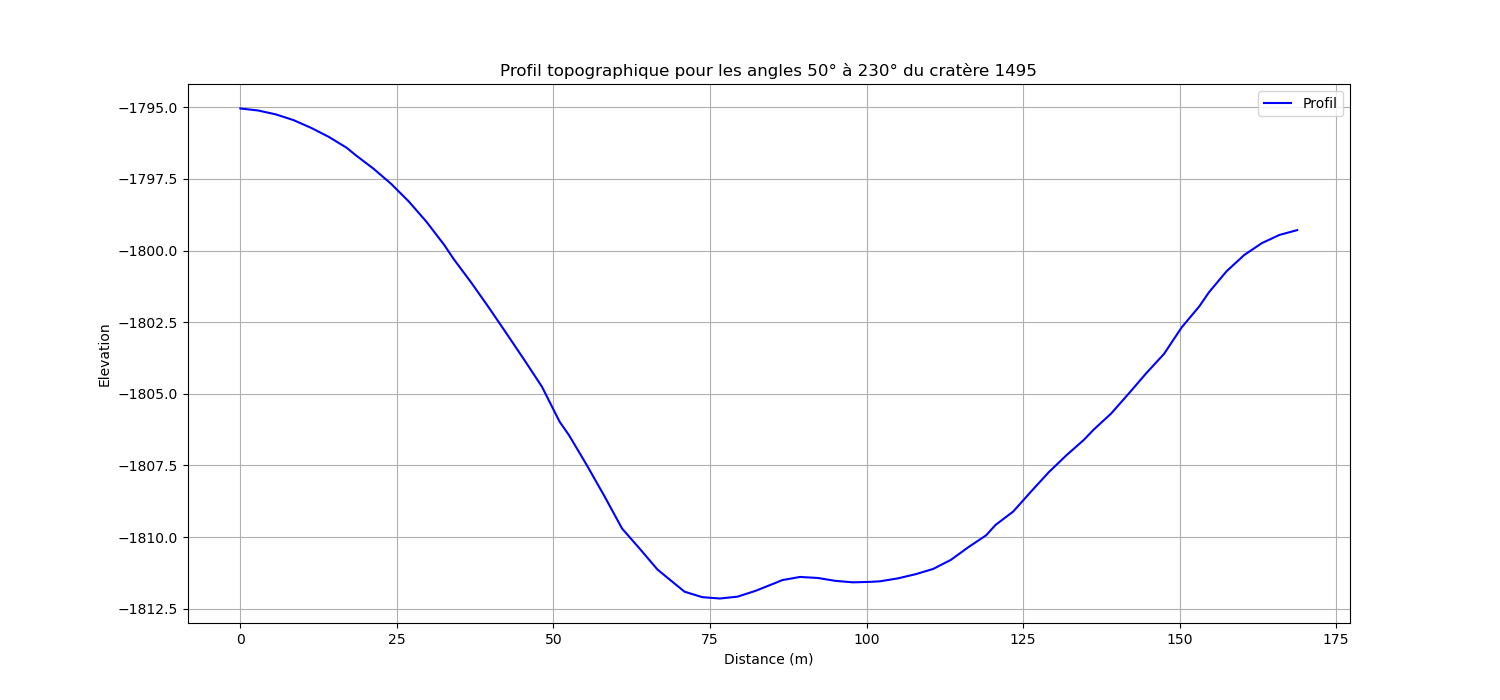 Profil topographique pour les angles 50° à 230° du cratère 1495
Profil
−1795.0
−1797.5
−1800.0
−1802.5
−1805.0
−1807.5
−1810.0
−1812.5
Elevation
0 25 50 75 100 125 150 175
Distance (m)